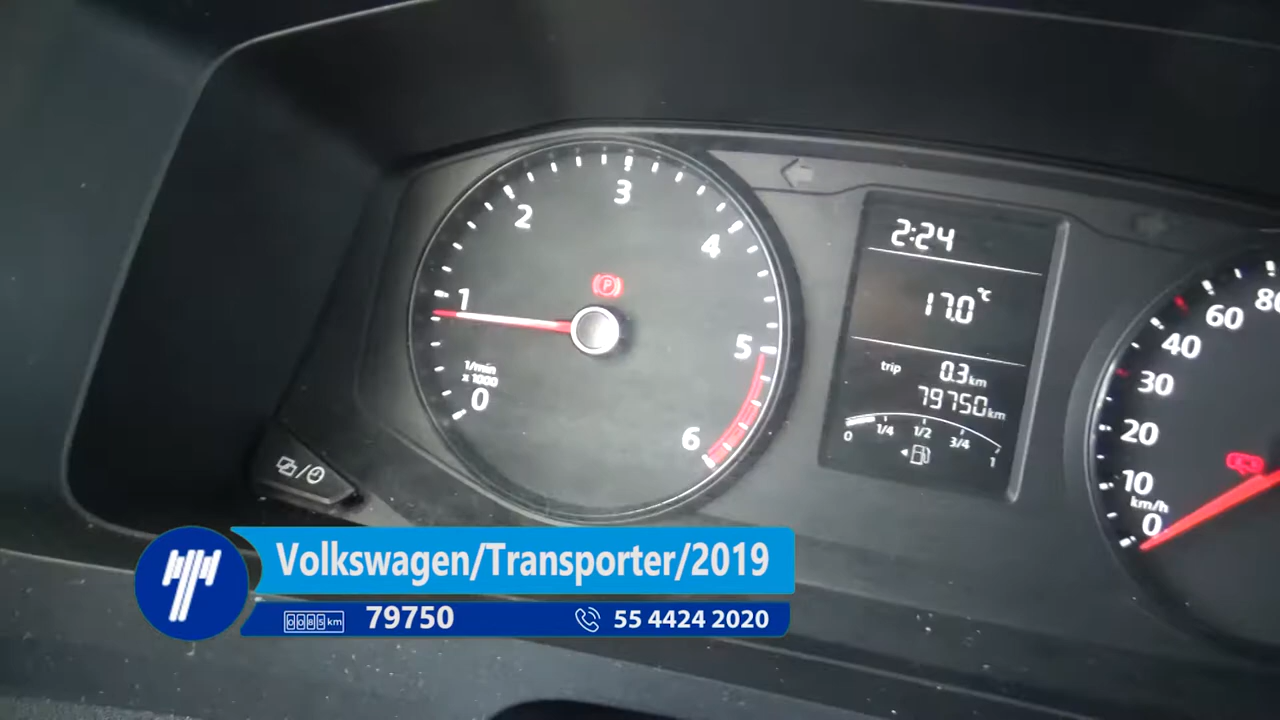 1
2
3
4
5
6
1/min
x 1000
0
P
2:24
17.0 °C
trip 0.3 km
79750 km
0 1/4 1/2 3/4 1
80
60
40
30
20
10
km/h
0
Volkswagen/Transporter/2019
0085 km 79750 55 4424 2020